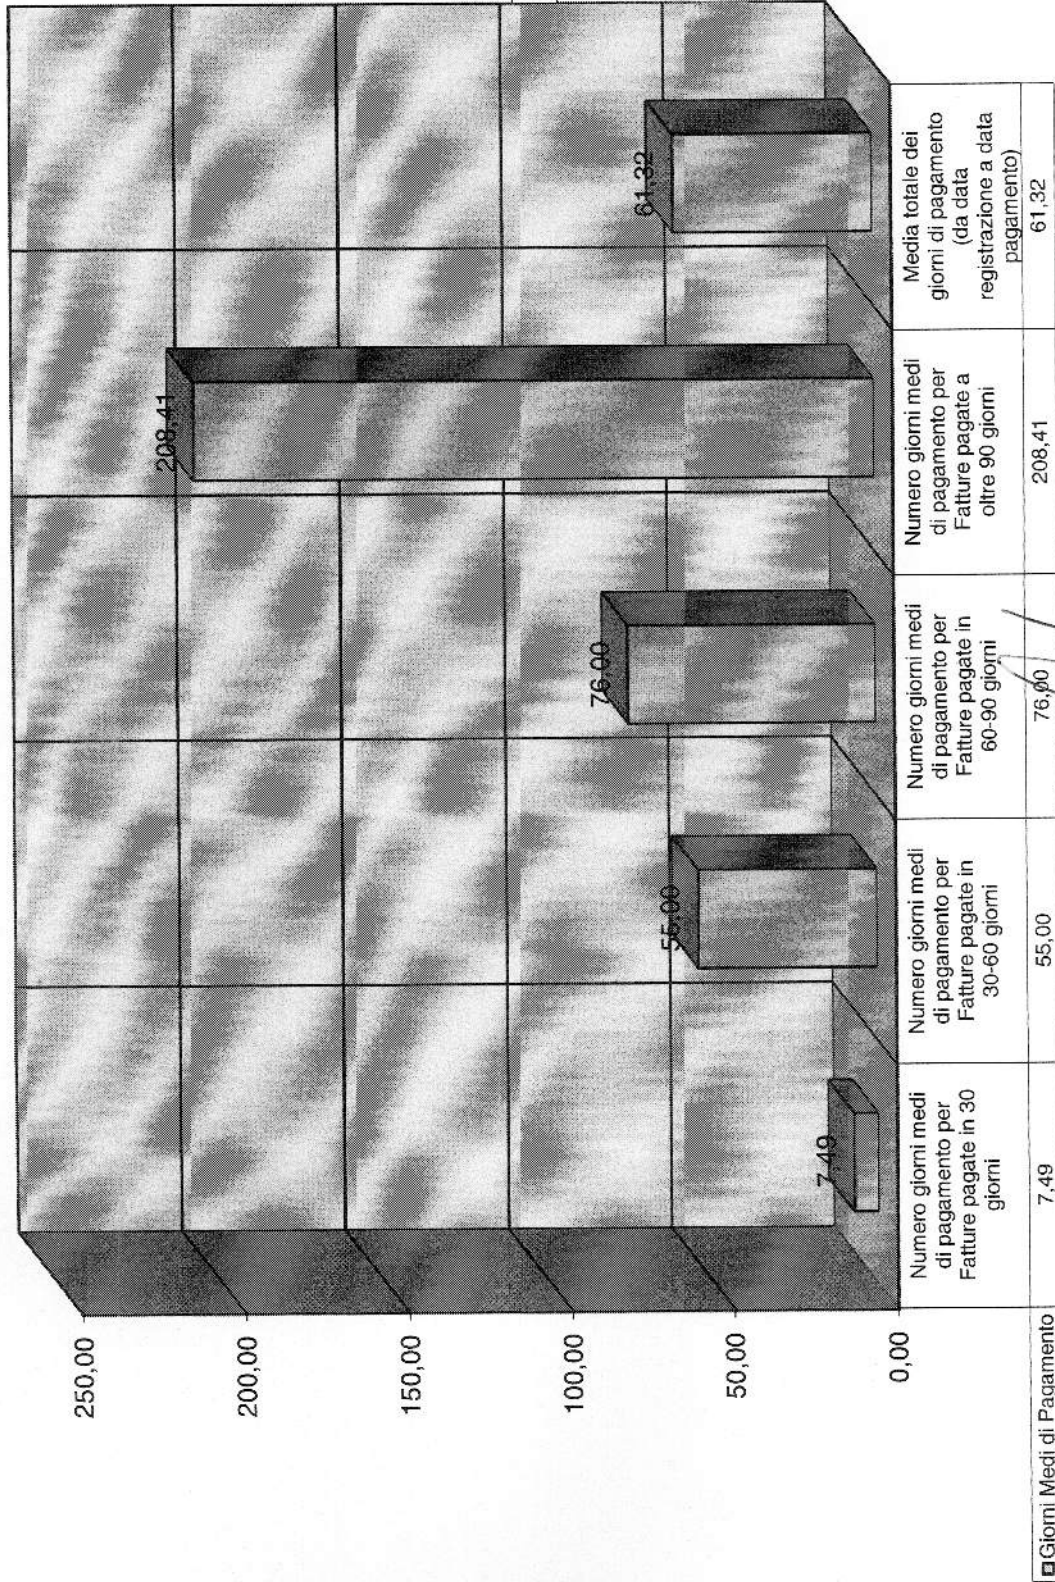 250,00
200,00
150,00
100,00
50,00
0,00
7,49
55,00
76,00
208,41
61,32
Numero giorni medi
di pagamento per
Fatture pagate in 30
giorni
Numero giorni medi
di pagamento per
Fatture pagate in
30-60 giorni
Numero giorni medi
di pagamento per
Fatture pagate in
60-90 giorni
Numero giorni medi
di pagamento per
Fatture pagate a
oltre 90 giorni
Media totale dei
giorni di pagamento
(da data
registrazione a data
pagamento)
Giorni Medi di Pagamento
7,49
55,00
76,00
208,41
61,32